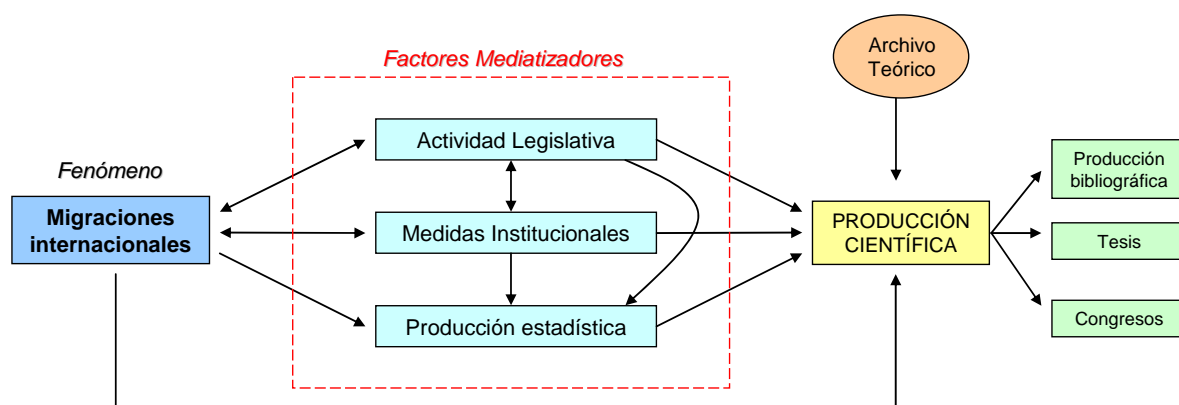 Factores Mediatizadores
Archivo
Teórico
Actividad Legislativa
Fenómeno
Migraciones
internacionales
Medidas Institucionales
PRODUCCIÓN
CIENTÍFICA
Producción
bibliográfica
Tesis
Producción estadística
Congresos